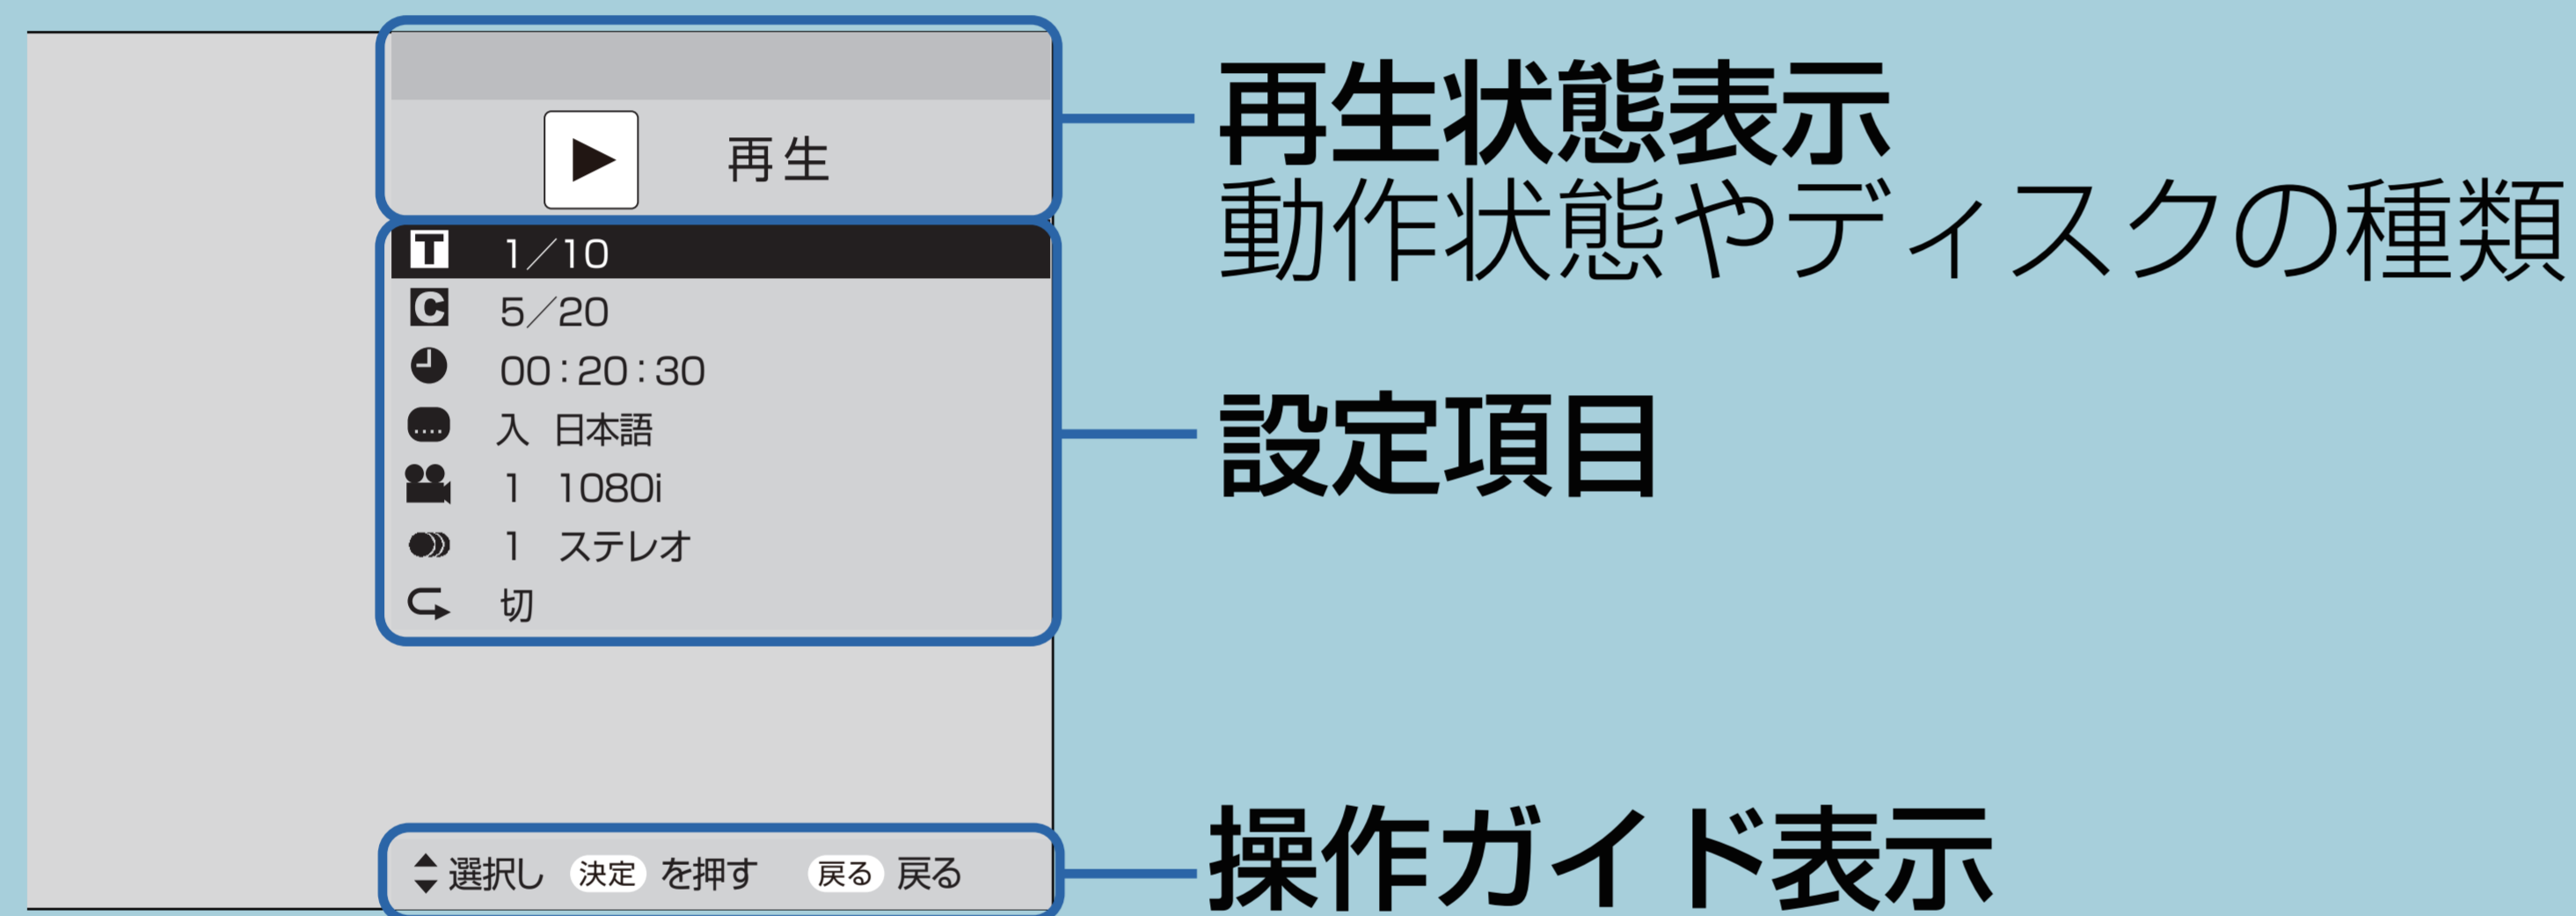 再生
T 1/10
C 5/20
00:20:30
入 日本語
1 1080i
1 ステレオ
切
選択し 決定 を押す 戻る 戻る
再生状態表示
動作状態やディスクの種類
設定項目
操作ガイド表示